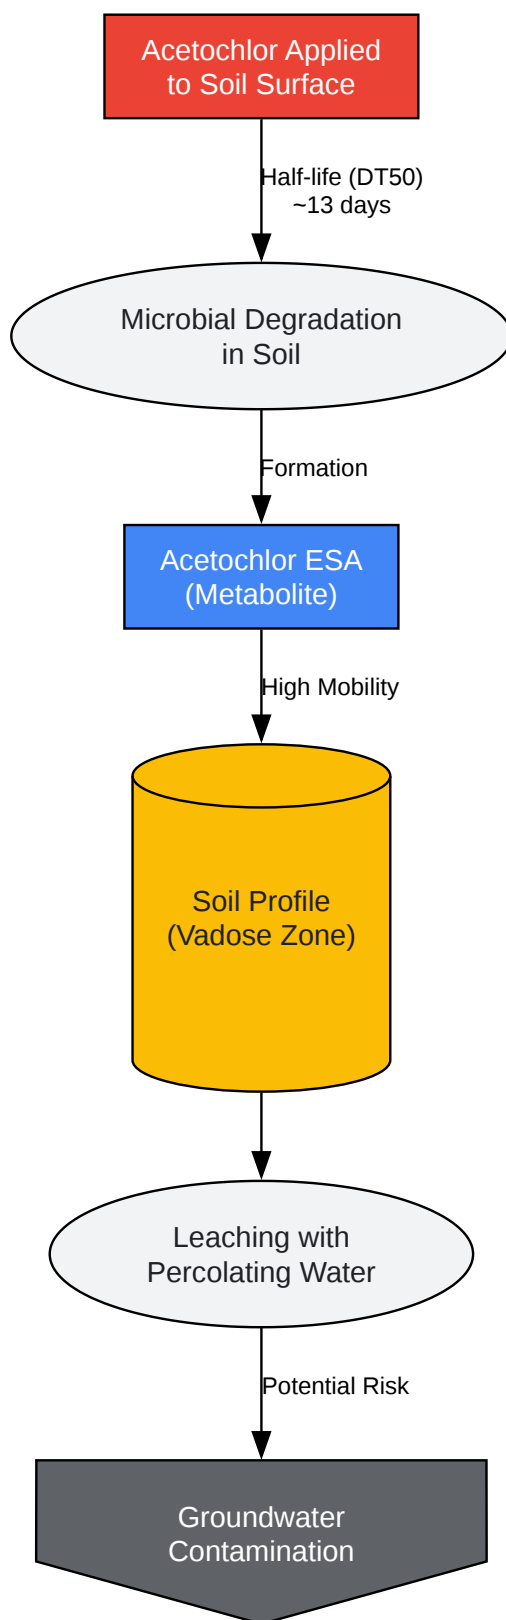 Acetochlor Applied
to Soil Surface
Half-life (DT50)
~13 days
Microbial Degradation
in Soil
Formation
Acetochlor ESA
(Metabolite)
High Mobility
Soil Profile
(Vadose Zone)
Leaching with
Percolating Water
Potential Risk
Groundwater
Contamination